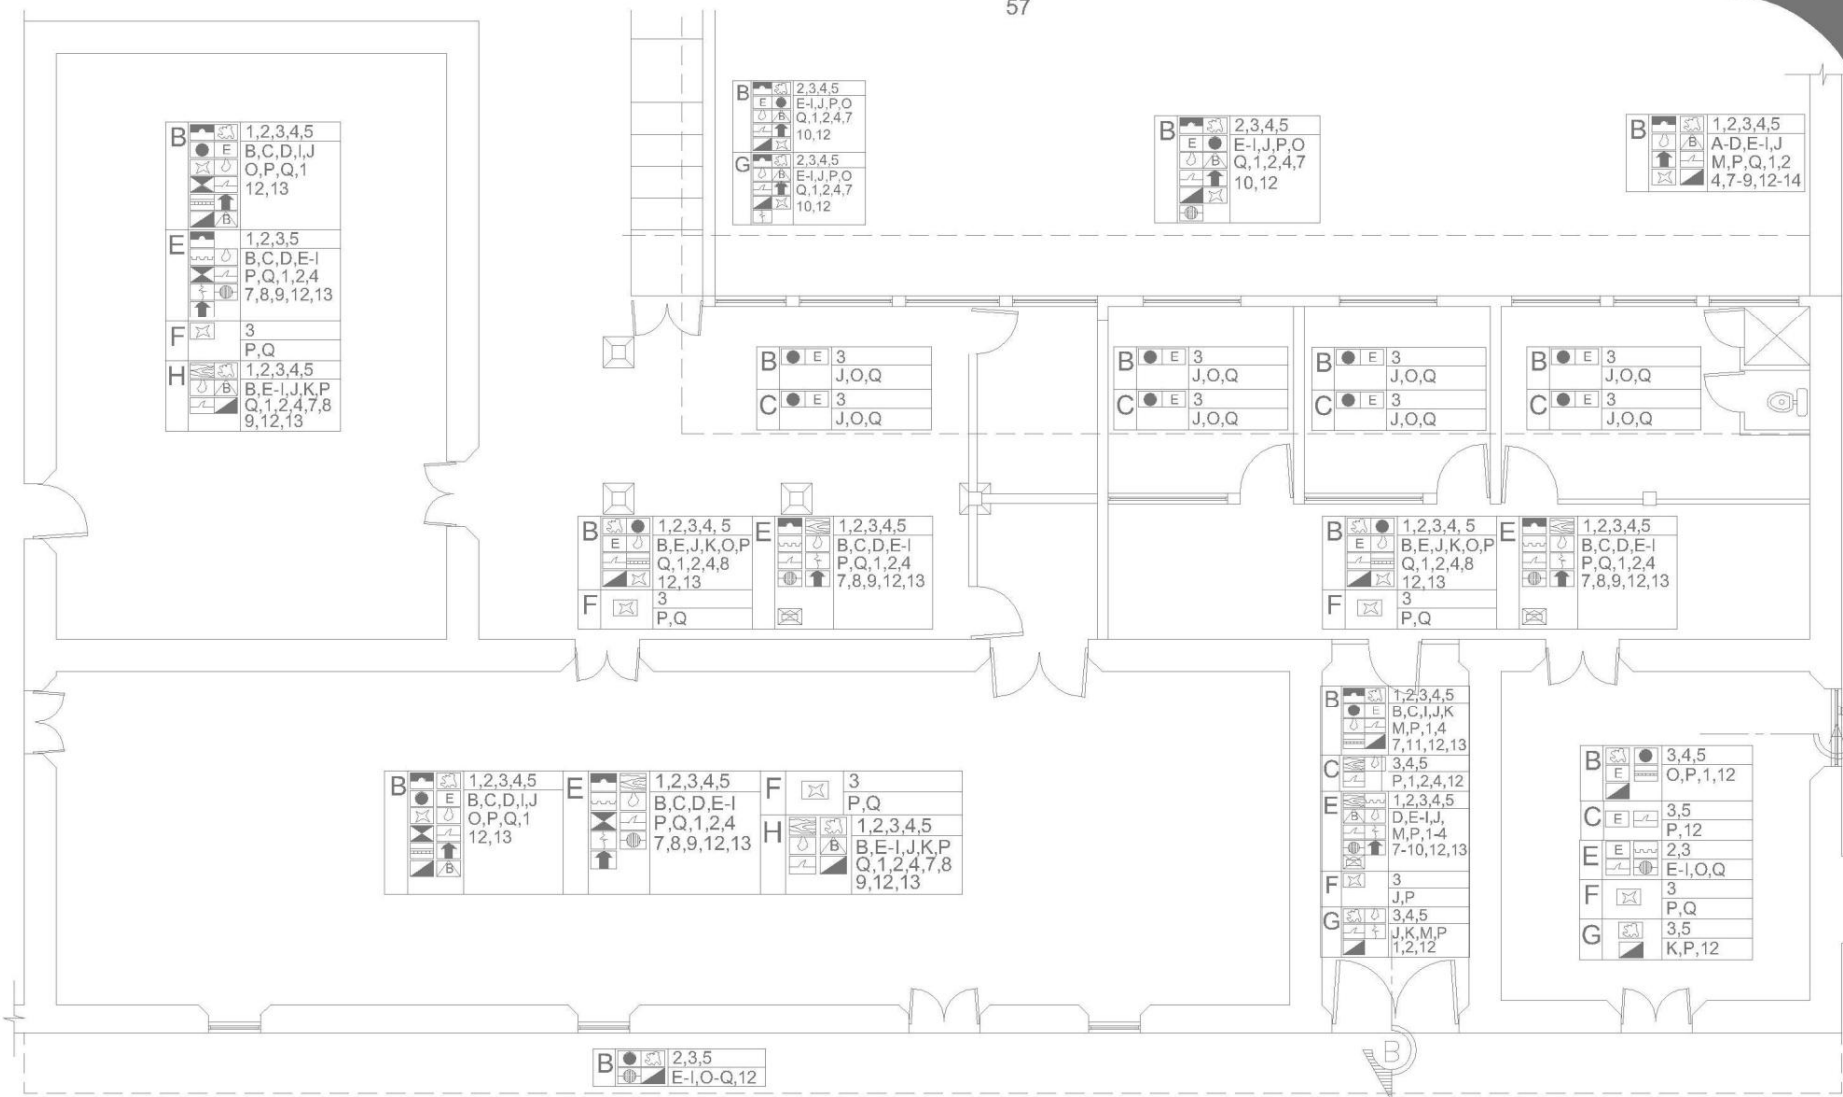 57
B 1,2,3,4,5
E B,C,D,I,J
O,P,Q,1
12,13
B
E 1,2,3,5
B,C,D,E-I
P,Q,1,2,4
7,8,9,12,13
F 3
P,Q
H 1,2,3,4,5
B B,E-I,J,K,P
Q,1,2,4,7,8
9,12,13
B 2,3,4,5
E E-I,J,P,O
B Q,1,2,4,7
10,12
G 2,3,4,5
B E-I,J,P,O
Q,1,2,4,7
10,12
B 2,3,4,5
E E-I,J,P,O
B Q,1,2,4,7
10,12
B 1,2,3,4,5
B A-D,E-I,J
M,P,Q,1,2
4,7-9,12-14
B E 3
J,O,Q
C E 3
J,O,Q
B E 3
J,O,Q
C E 3
J,O,Q
B E 3
J,O,Q
C E 3
J,O,Q
B E 3
J,O,Q
C E 3
J,O,Q
B 1,2,3,4, 5
E B,E,J,K,O,P
Q,1,2,4,8
12,13
F 3
P,Q
E 1,2,3,4,5
B,C,D,E-I
P,Q,1,2,4
7,8,9,12,13
B 1,2,3,4, 5
E B,E,J,K,O,P
Q,1,2,4,8
12,13
F 3
P,Q
E 1,2,3,4,5
B,C,D,E-I
P,Q,1,2,4
7,8,9,12,13
B 1,2,3,4,5
E B,C,D,I,J
O,P,Q,1
12,13
B
E 1,2,3,4,5
B,C,D,E-I
P,Q,1,2,4
7,8,9,12,13
F 3
P,Q
H 1,2,3,4,5
B B,E-I,J,K,P
Q,1,2,4,7,8
9,12,13
B 1,2,3,4,5
E B,C,I,J,K
M,P,1,4
7,11,12,13
C 3,4,5
P,1,2,4,12
E 1,2,3,4,5
B D,E-I,J,
M,P,1-4
7-10,12,13
F 3
J,P
G 3,4,5
J,K,M,P
1,2,12
B 3,4,5
E O,P,1,12
C E 3,5
P,12
E E 2,3
E-I,O,Q
F 3
P,Q
G 3,5
K,P,12
B 2,3,5
E-I,O-Q,12
B